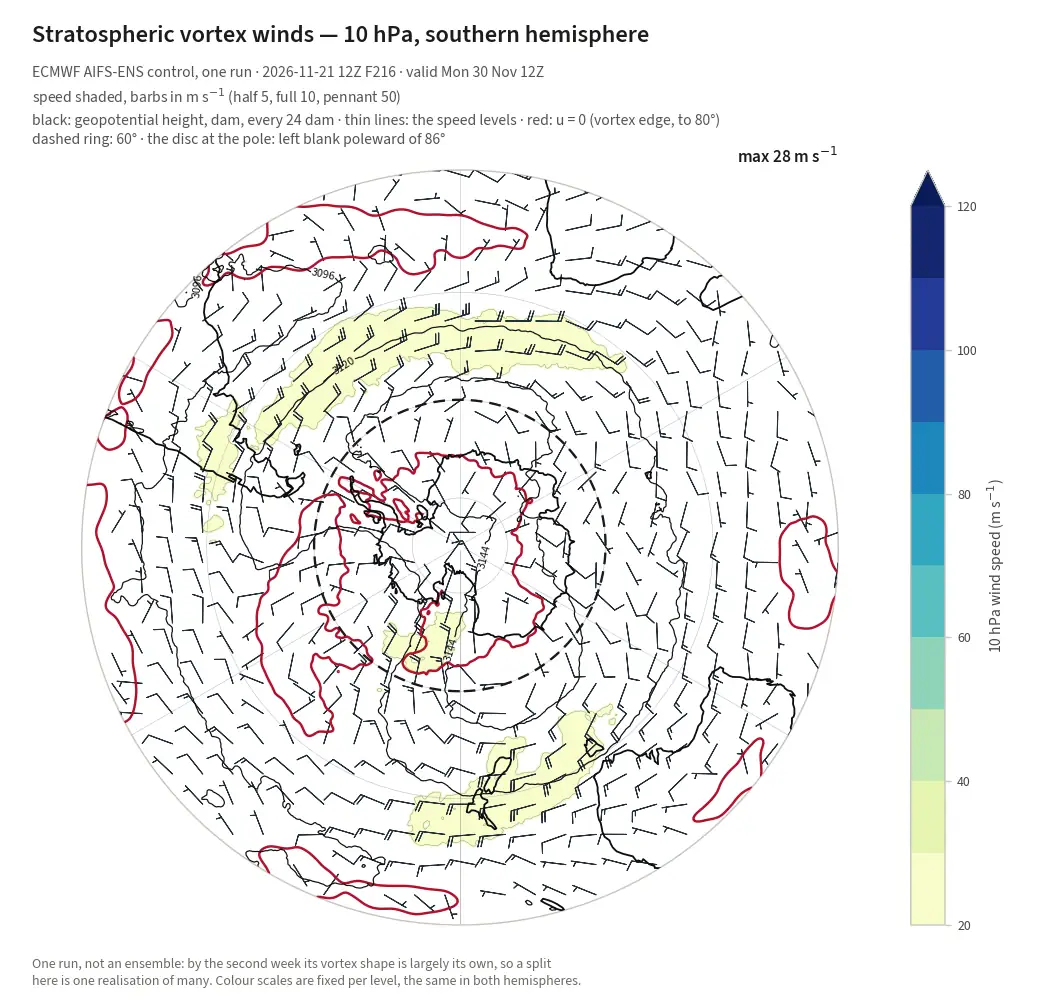 Stratospheric vortex winds — 10 hPa, southern hemisphere
ECMWF AIFS-ENS control, one run · 2026-11-21 12Z F216 · valid Mon 30 Nov 12Z
speed shaded, barbs in m s⁻¹ (half 5, full 10, pennant 50)
black: geopotential height, dam, every 24 dam · thin lines: the speed levels · red: u = 0 (vortex edge, to 80°)
dashed ring: 60° · the disc at the pole: left blank poleward of 86°
max 28 m s⁻¹
120
100
80
60
40
20
10 hPa wind speed (m s⁻¹)
3096
3096
3120
3144
3144
One run, not an ensemble: by the second week its vortex shape is largely its own, so a split
here is one realisation of many. Colour scales are fixed per level, the same in both hemispheres.